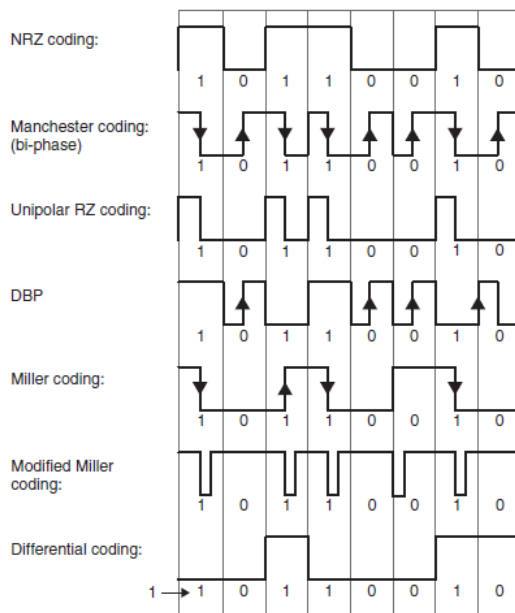 NRZ coding:
1 0 1 1 0 0 1 0
Manchester coding:
(bi-phase)
1 0 1 1 0 0 1 0
Unipolar RZ coding:
1 0 1 1 0 0 1 0
DBP
1 0 1 1 0 0 1 0
Miller coding:
1 0 1 1 0 0 1 0
Modified Miller
coding:
1 0 1 1 0 0 1 0
Differential coding:
1 → 1 0 1 1 0 0 1 0